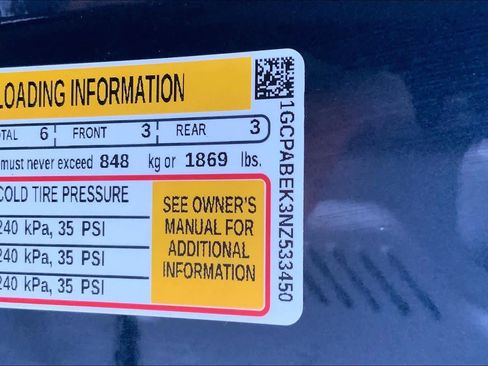 LOADING INFORMATION
TOTAL 6 FRONT 3 REAR 3
must never exceed 848 kg or 1869 lbs.
COLD TIRE PRESSURE
240 kPa, 35 PSI
240 kPa, 35 PSI
240 kPa, 35 PSI
SEE OWNER'S
MANUAL FOR
ADDITIONAL
INFORMATION
1GCPABEK3NZ533450